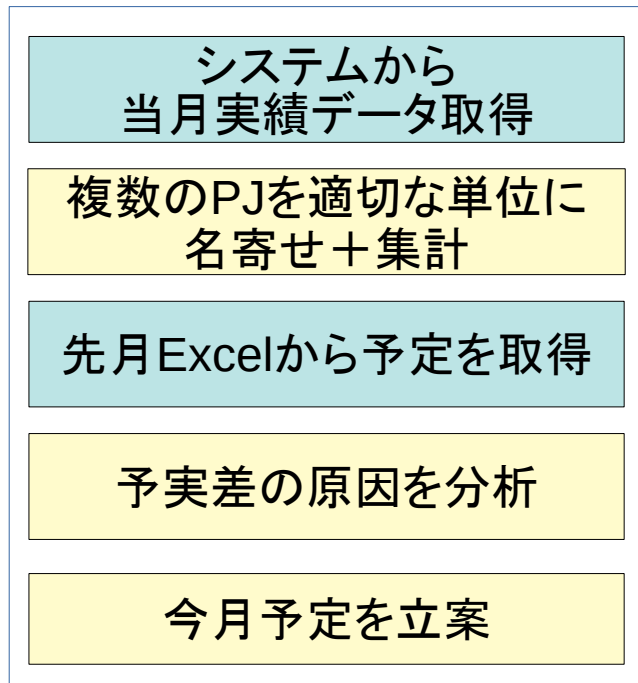 システムから
当月実績データ取得
複数のPJを適切な単位に
名寄せ＋集計
先月Excelから予定を取得
予実差の原因を分析
今月予定を立案